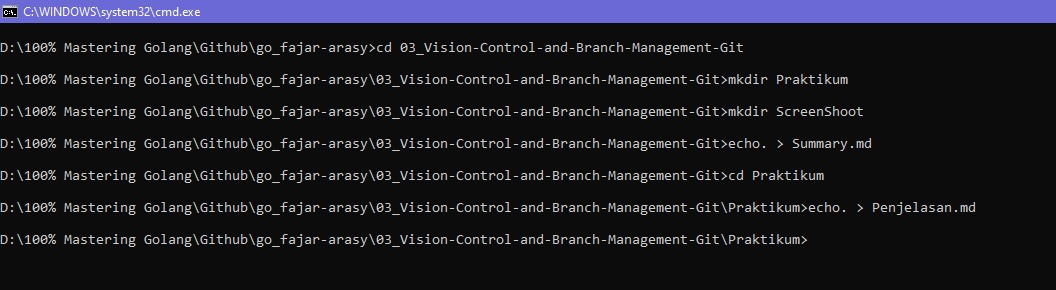 C:\WINDOWS\system32\cmd.exe
D:\100% Mastering Golang\Github\go_fajar-arasy>cd 03_Vision-Control-and-Branch-Management-Git
D:\100% Mastering Golang\Github\go_fajar-arasy\03_Vision-Control-and-Branch-Management-Git>mkdir Praktikum
D:\100% Mastering Golang\Github\go_fajar-arasy\03_Vision-Control-and-Branch-Management-Git>mkdir ScreenShoot
D:\100% Mastering Golang\Github\go_fajar-arasy\03_Vision-Control-and-Branch-Management-Git>echo. > Summary.md
D:\100% Mastering Golang\Github\go_fajar-arasy\03_Vision-Control-and-Branch-Management-Git>cd Praktikum
D:\100% Mastering Golang\Github\go_fajar-arasy\03_Vision-Control-and-Branch-Management-Git\Praktikum>echo. > Penjelasan.md
D:\100% Mastering Golang\Github\go_fajar-arasy\03_Vision-Control-and-Branch-Management-Git\Praktikum>